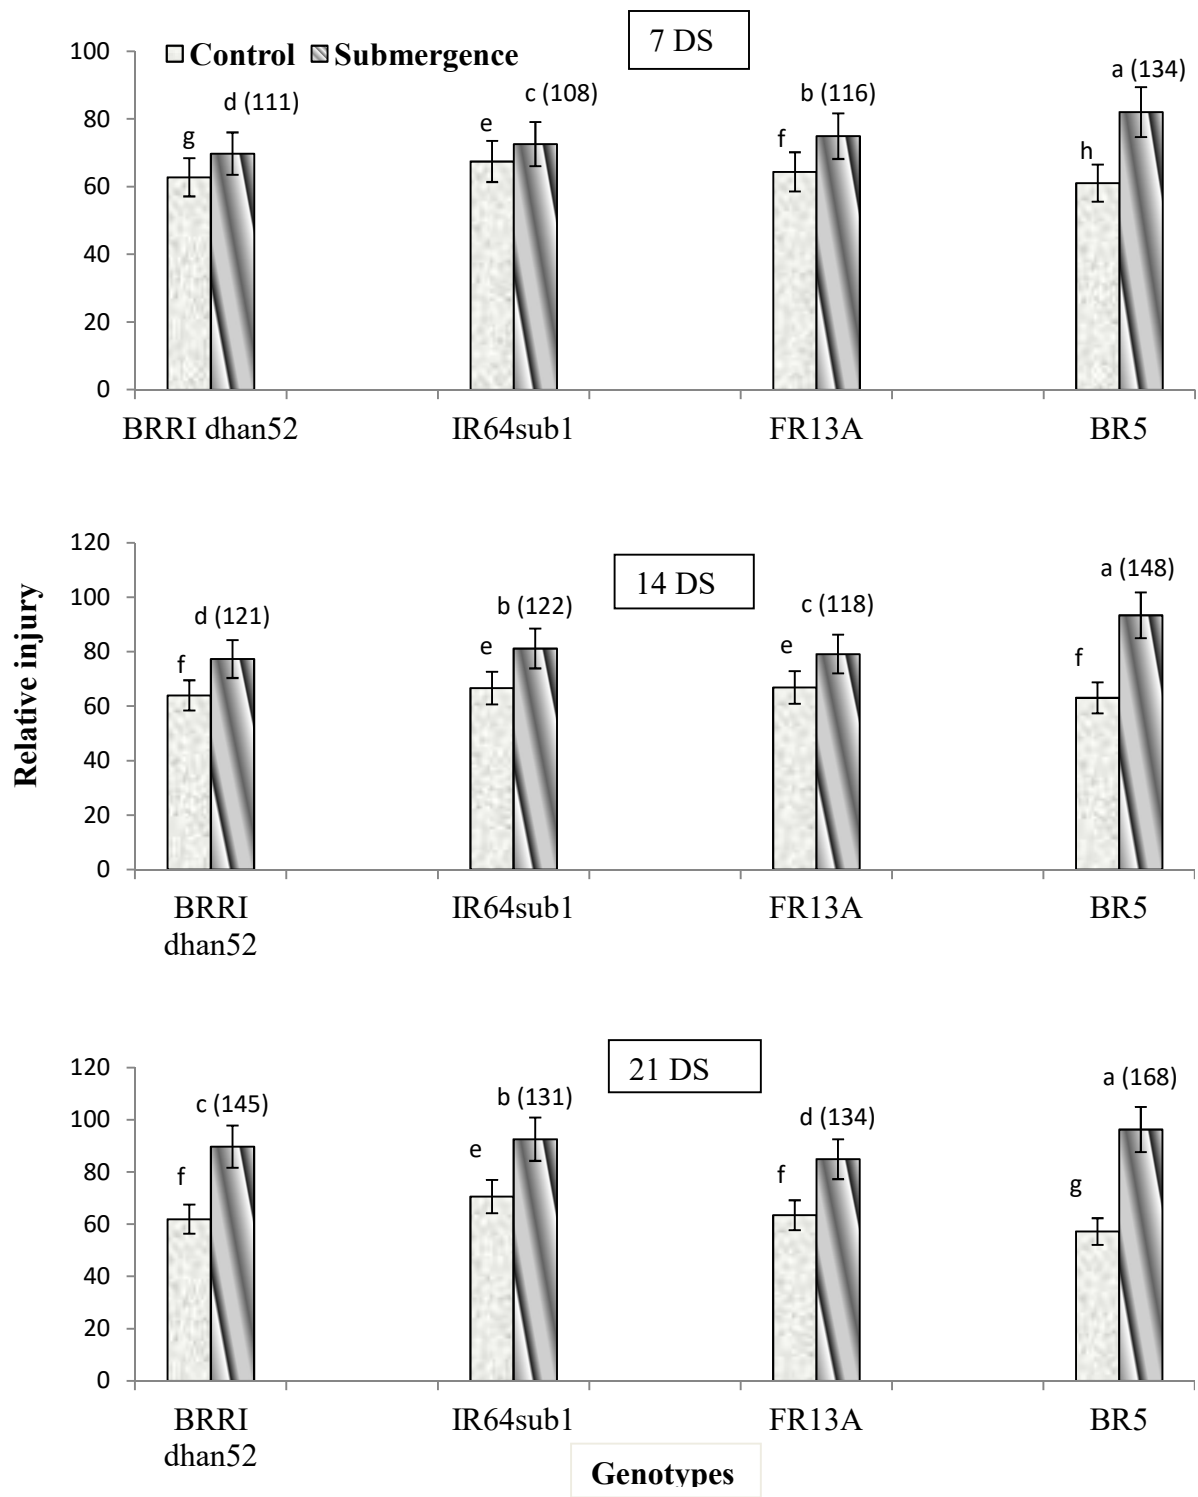 7 DS
100
Control Submergence
80
60
40
20
0
g
d (111)
e
c (108)
f
b (116)
h
a (134)
BRRI dhan52 IR64sub1 FR13A BR5
Relative injury
14 DS
120
100
80
60
40
20
0
f
d (121)
e
b (122)
e
c (118)
f
a (148)
BRRI dhan52 IR64sub1 FR13A BR5
21 DS
120
100
80
60
40
20
0
f
c (145)
e
b (131)
f
d (134)
g
a (168)
BRRI dhan52 IR64sub1 FR13A BR5
Genotypes